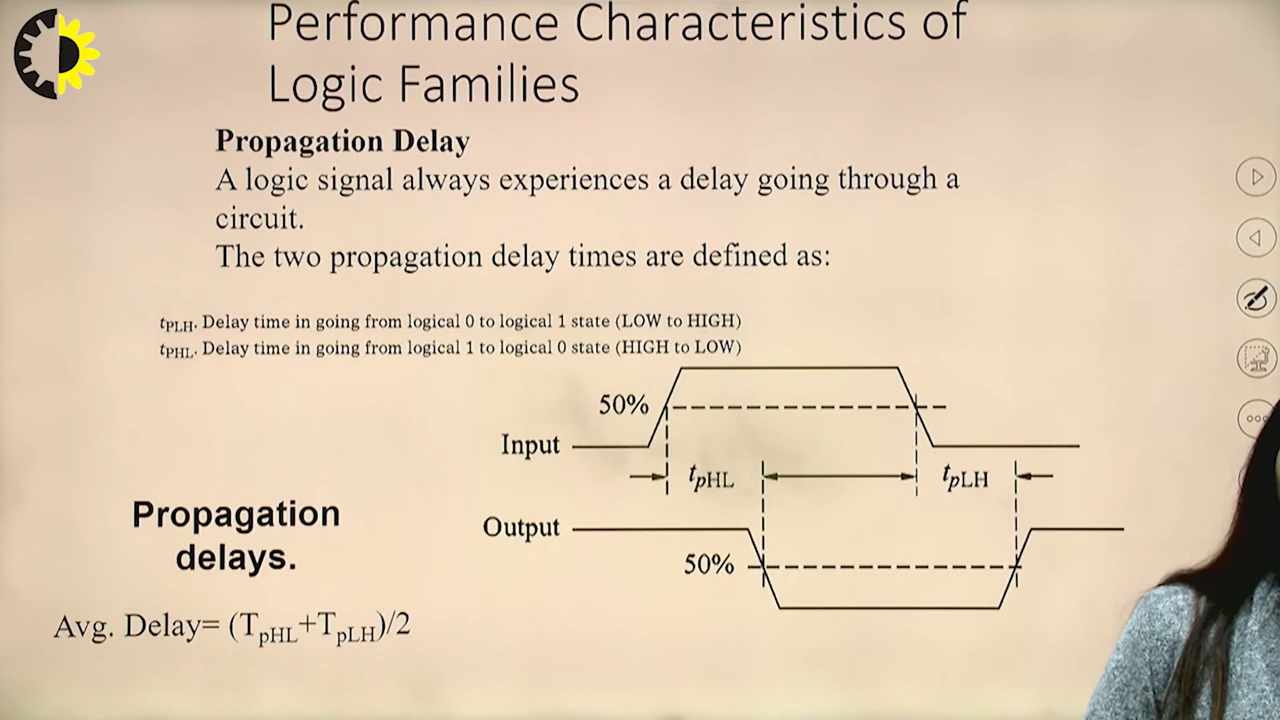 Performance Characteristics of
Logic Families
Propagation Delay
A logic signal always experiences a delay going through a
circuit.
The two propagation delay times are defined as:
tPLH. Delay time in going from logical 0 to logical 1 state (LOW to HIGH)
tPHL. Delay time in going from logical 1 to logical 0 state (HIGH to LOW)
50%
Input
tpHL
tpLH
Propagation
delays.
Output
50%
Avg. Delay= (TpHL+TpLH)/2